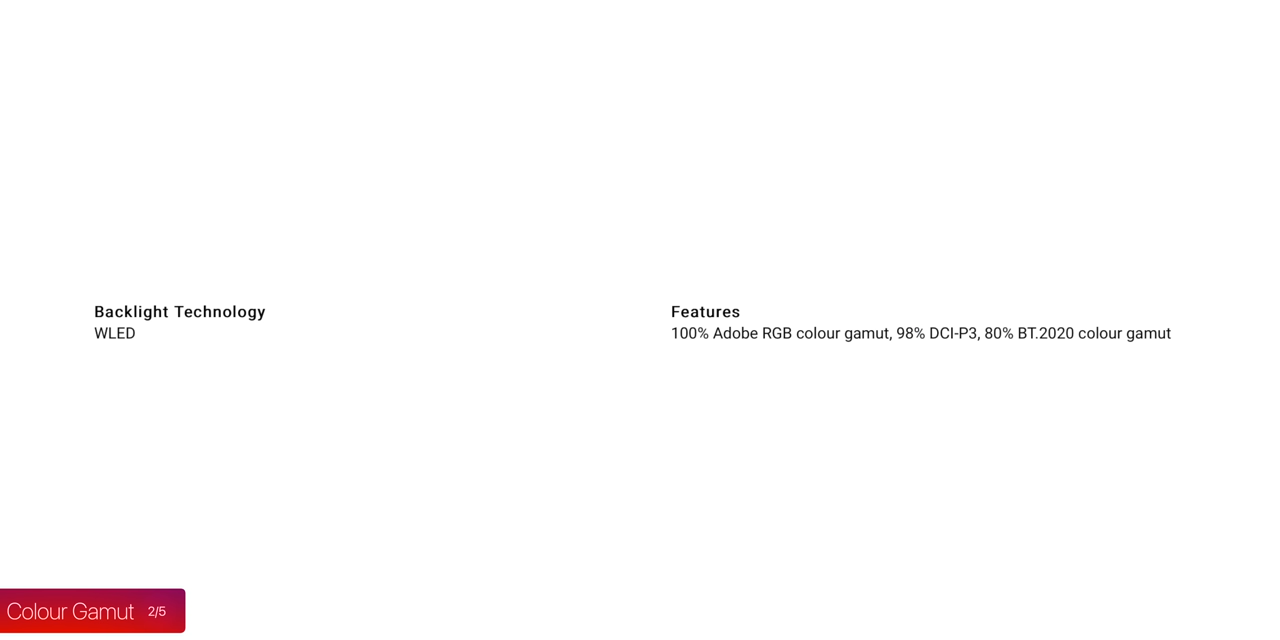 Backlight Technology
WLED
Features
100% Adobe RGB colour gamut, 98% DCI-P3, 80% BT.2020 colour gamut
Colour Gamut 2/5